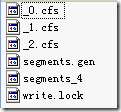 _0.cfs
_1.cfs
_2.cfs
segments.gen
segments_4
write.lock